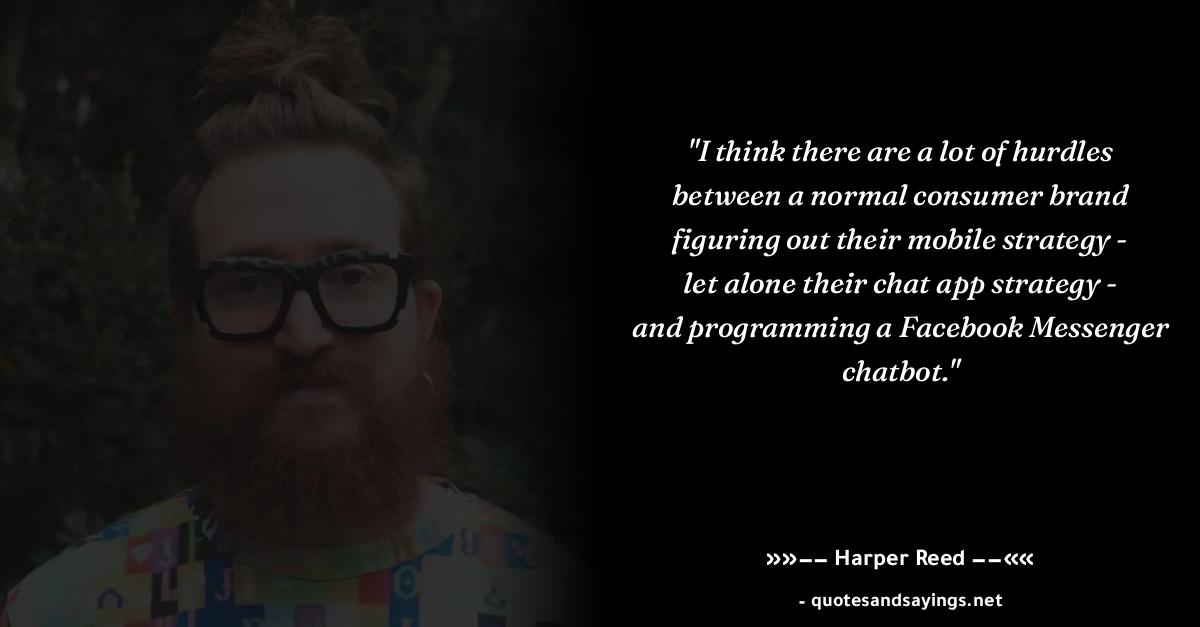 "I think there are a lot of hurdles
between a normal consumer brand
figuring out their mobile strategy -
let alone their chat app strategy -
and programming a Facebook Messenger
chatbot."
»»−− Harper Reed −−««
- quotesandsayings.net